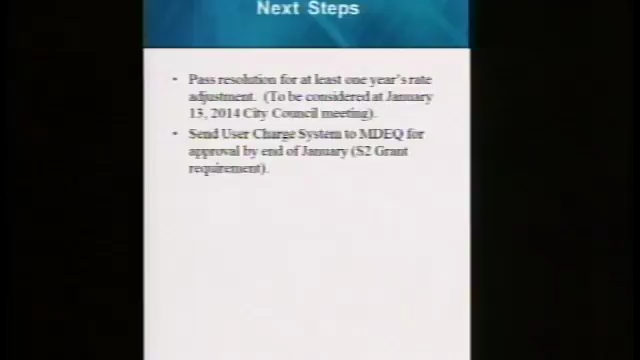 Next Steps
• Pass resolution for at least one year's rate
adjustment. (To be considered at January
13, 2014 City Council meeting).
• Send User Charge System to MDEQ for
approval by end of January (S2 Grant
requirement).